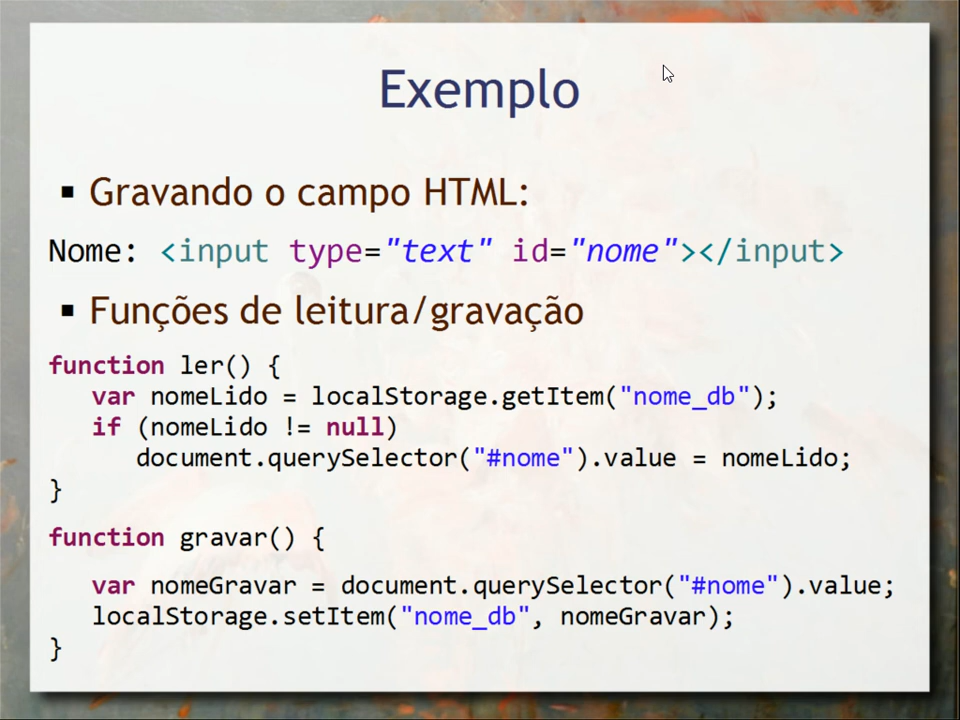 Exemplo
▪ Gravando o campo HTML:
Nome: <input type="text" id="nome"></input>
▪ Funções de leitura/gravação
function ler() {
   var nomeLido = localStorage.getItem("nome_db");
   if (nomeLido != null)
      document.querySelector("#nome").value = nomeLido;
}
function gravar() {
   var nomeGravar = document.querySelector("#nome").value;
   localStorage.setItem("nome_db", nomeGravar);
}